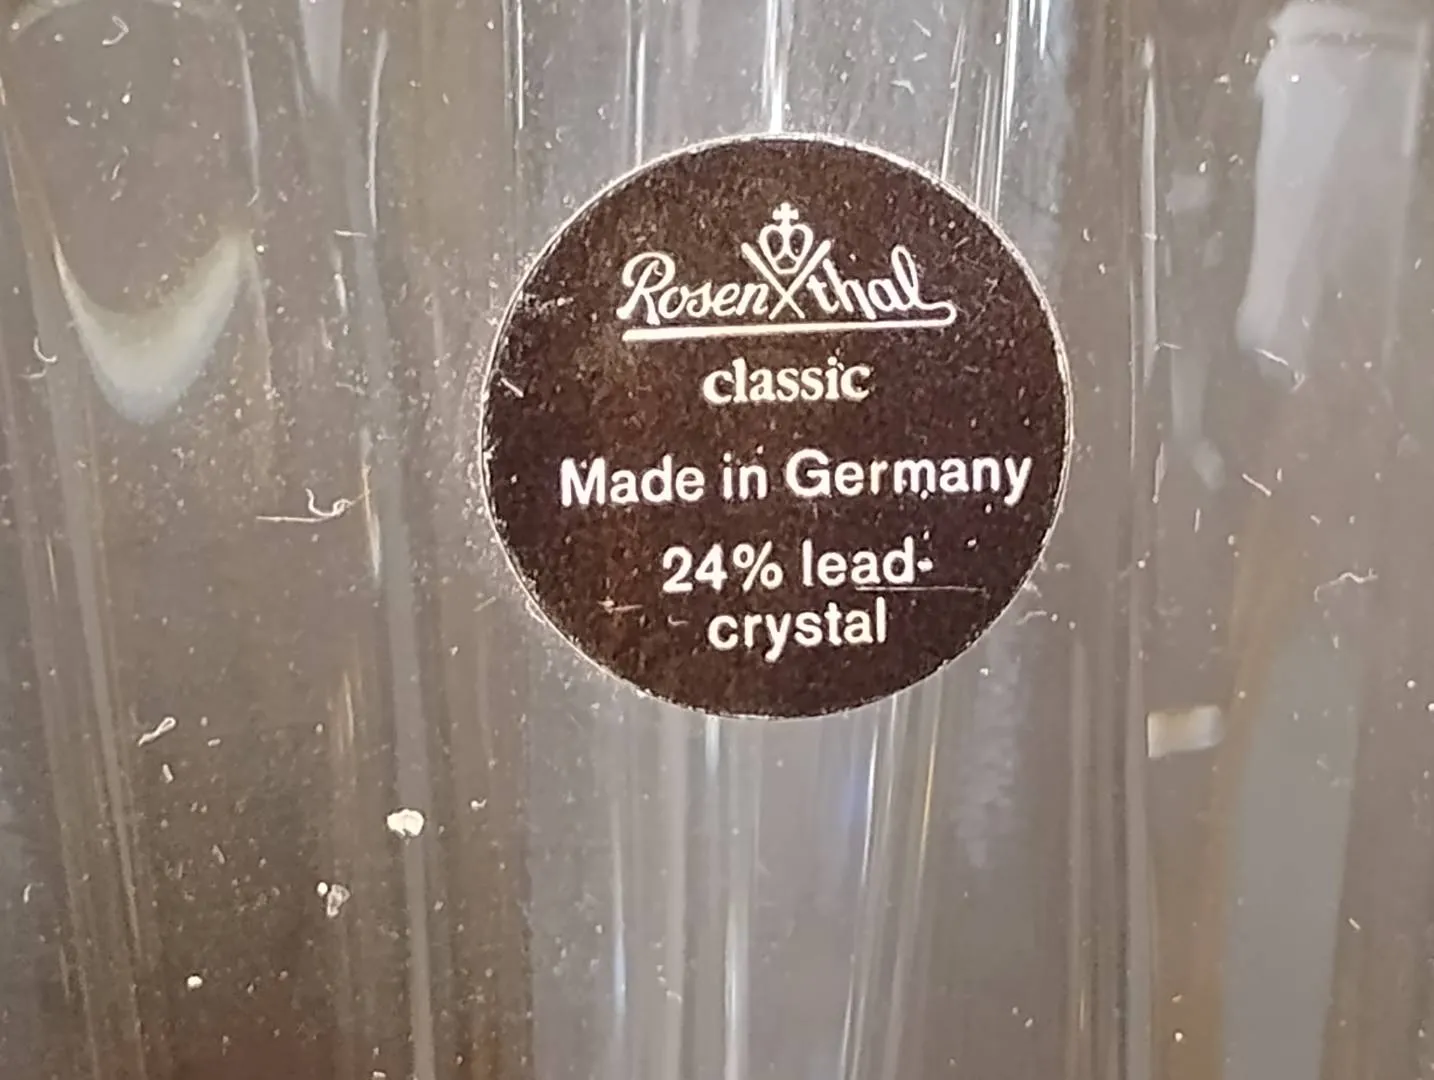 Rosenthal
classic
Made in Germany
24% lead-
crystal